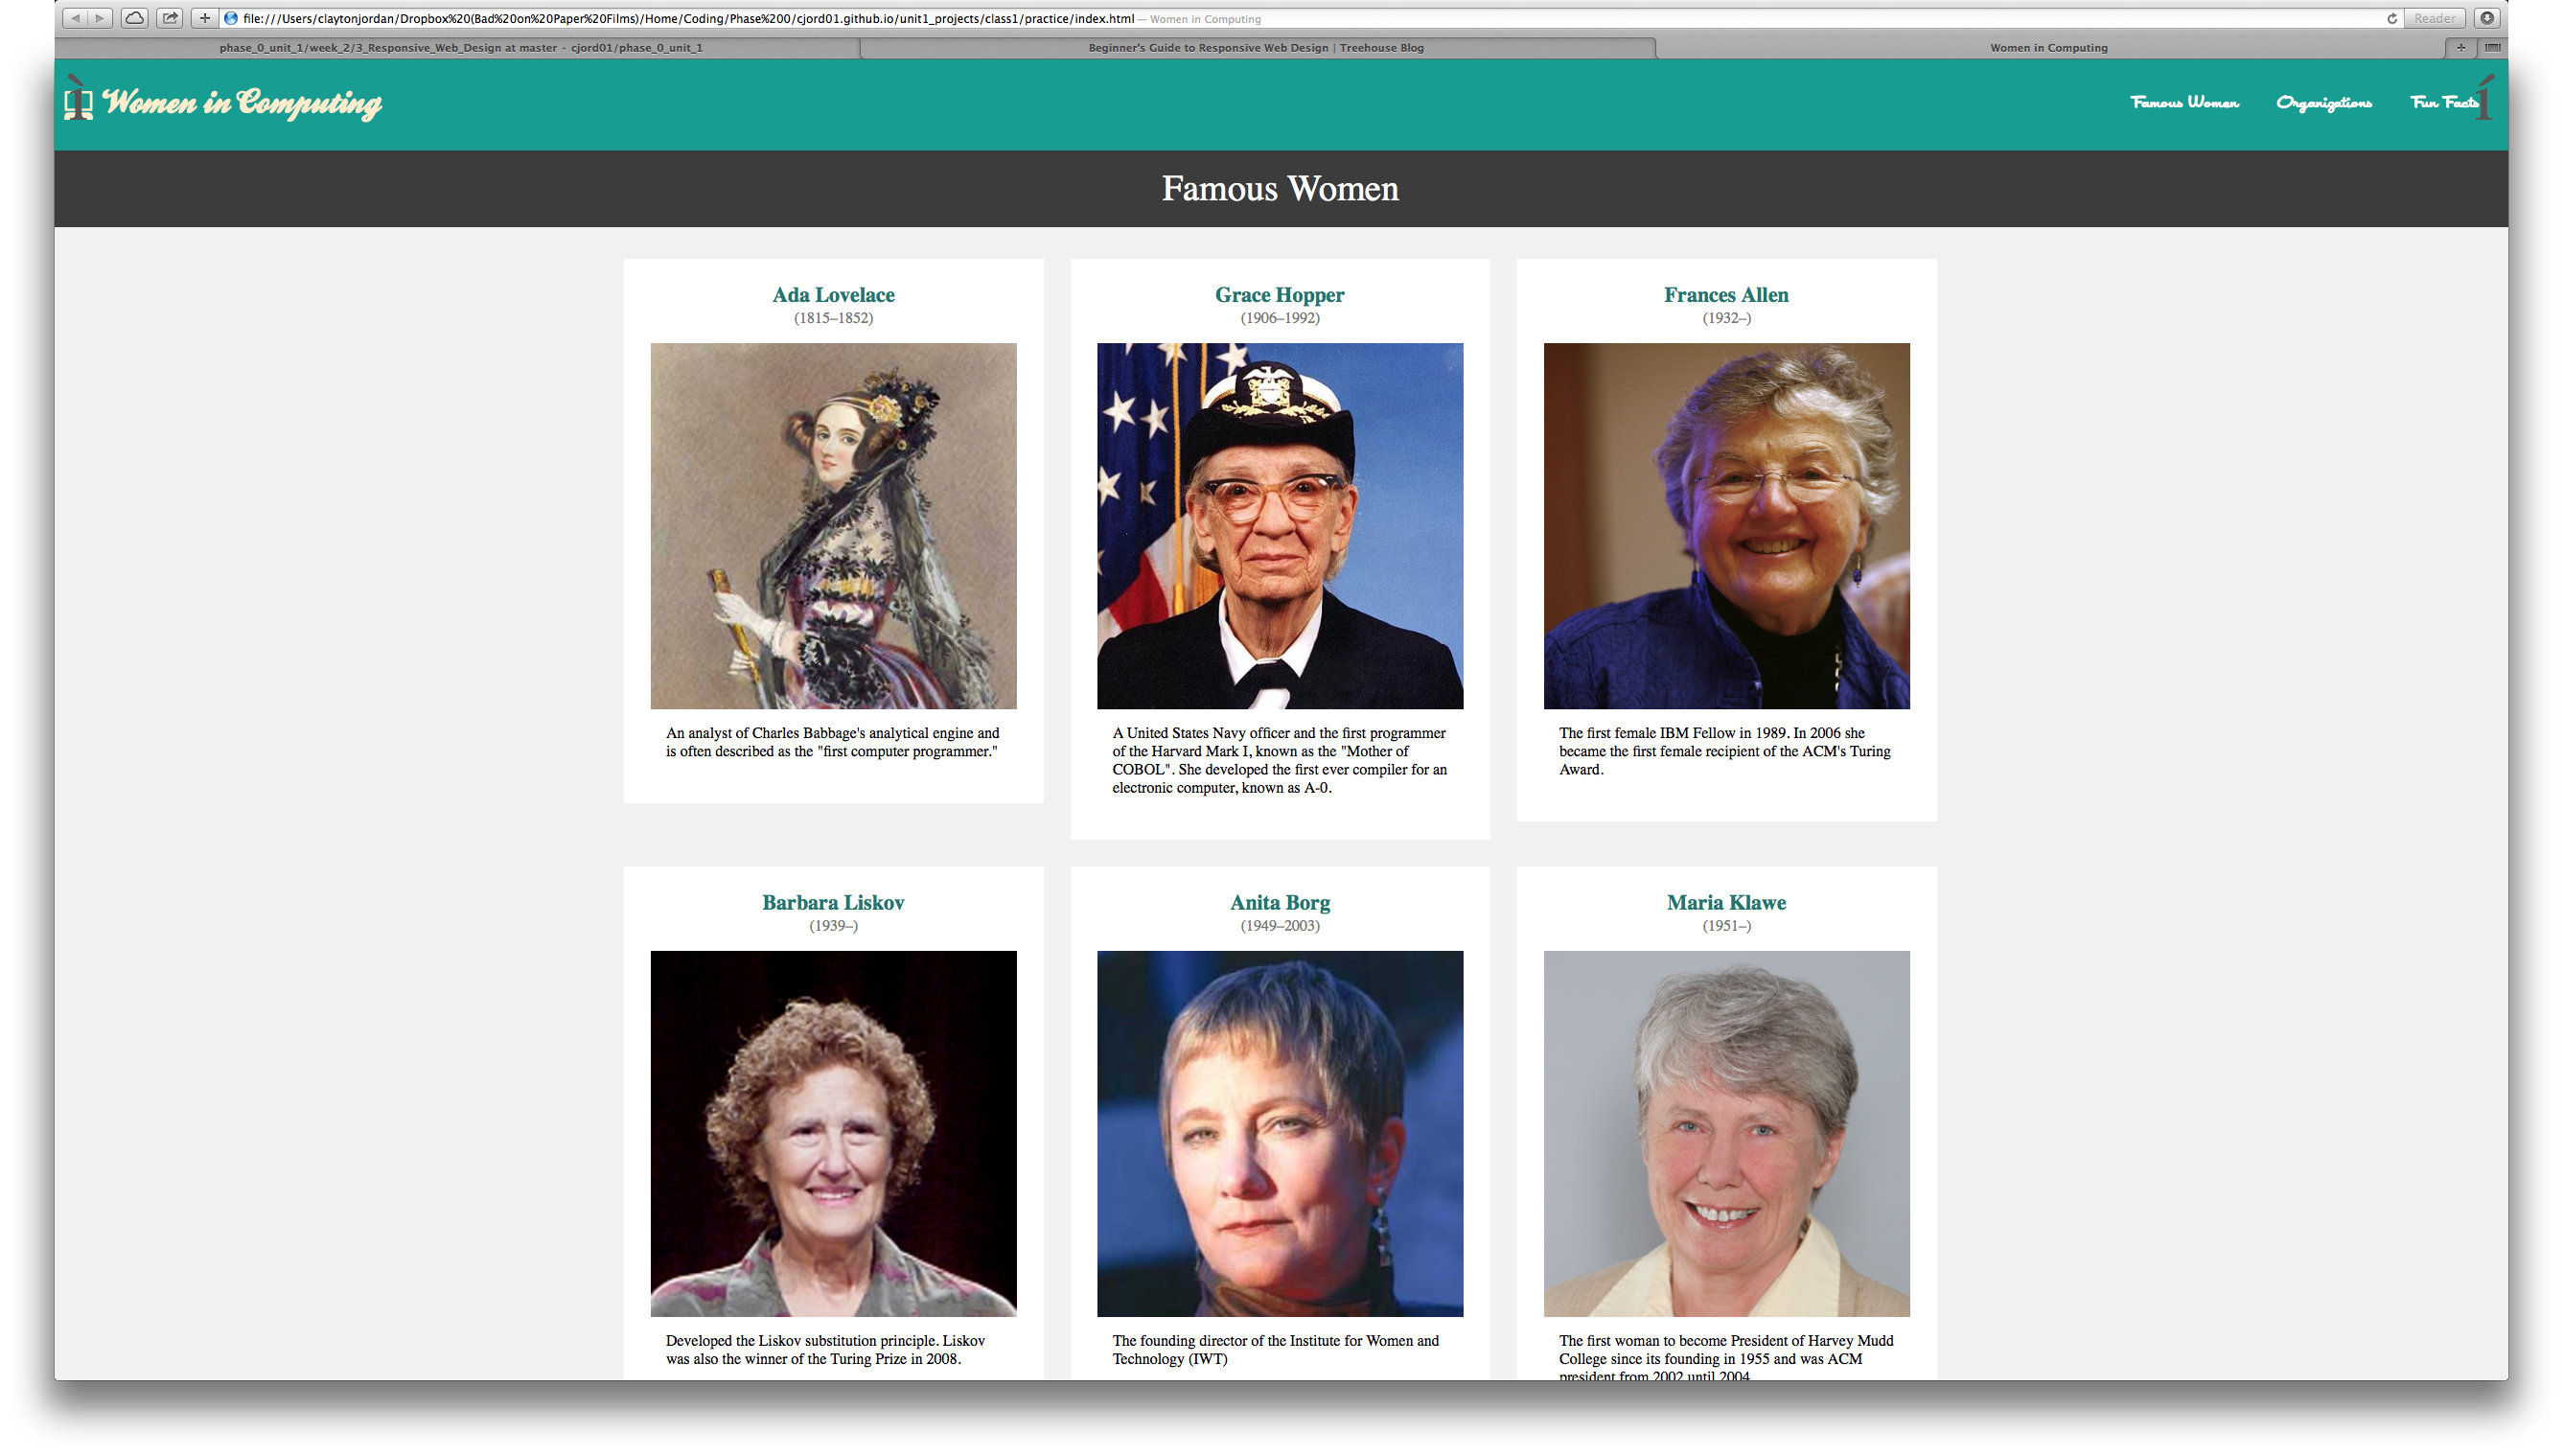 file:///Users/claytonjordan/Dropbox%20(Bad%20on%20Paper%20Films)/Home/Coding/Phase%200/cjord01.github.io/unit1_projects/class1/practice/index.html — Women in Computing
Reader
phase_0_unit_1/week_2/3_Responsive_Web_Design at master · cjord01/phase_0_unit_1
Beginner's Guide to Responsive Web Design | Treehouse Blog
Women in Computing
ì Women in Computing
Famous Women
Organizations
Fun Facts
í
Famous Women
Ada Lovelace
(1815–1852)
An analyst of Charles Babbage's analytical engine and
is often described as the "first computer programmer."
Grace Hopper
(1906–1992)
A United States Navy officer and the first programmer
of the Harvard Mark I, known as the "Mother of
COBOL". She developed the first ever compiler for an
electronic computer, known as A-0.
Frances Allen
(1932–)
The first female IBM Fellow in 1989. In 2006 she
became the first female recipient of the ACM's Turing
Award.
Barbara Liskov
(1939–)
Developed the Liskov substitution principle. Liskov
was also the winner of the Turing Prize in 2008.
Anita Borg
(1949–2003)
The founding director of the Institute for Women and
Technology (IWT)
Maria Klawe
(1951–)
The first woman to become President of Harvey Mudd
College since its founding in 1955 and was ACM
president from 2002 until 2004